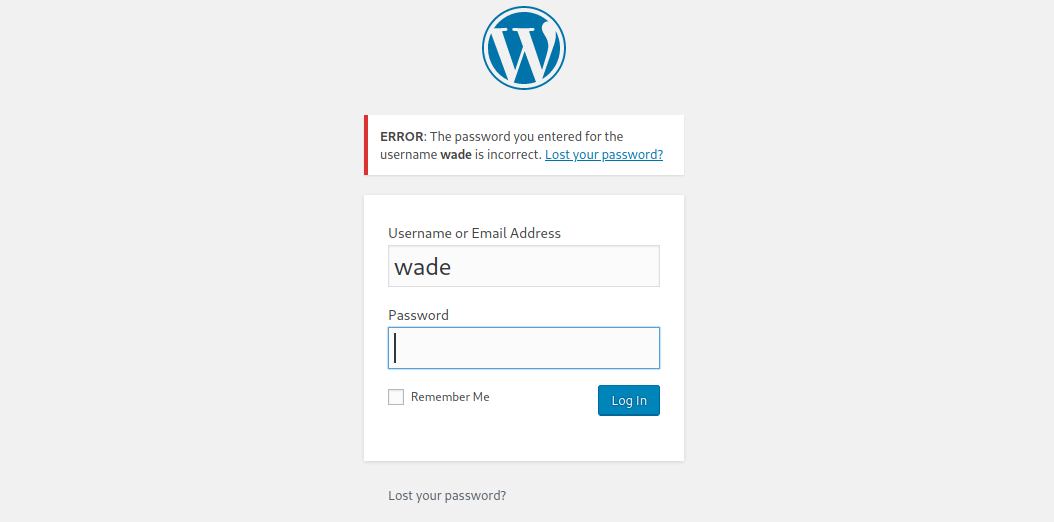 ERROR: The password you entered for the
username wade is incorrect. Lost your password?
Username or Email Address
wade
Password
Remember Me
Log In
Lost your password?